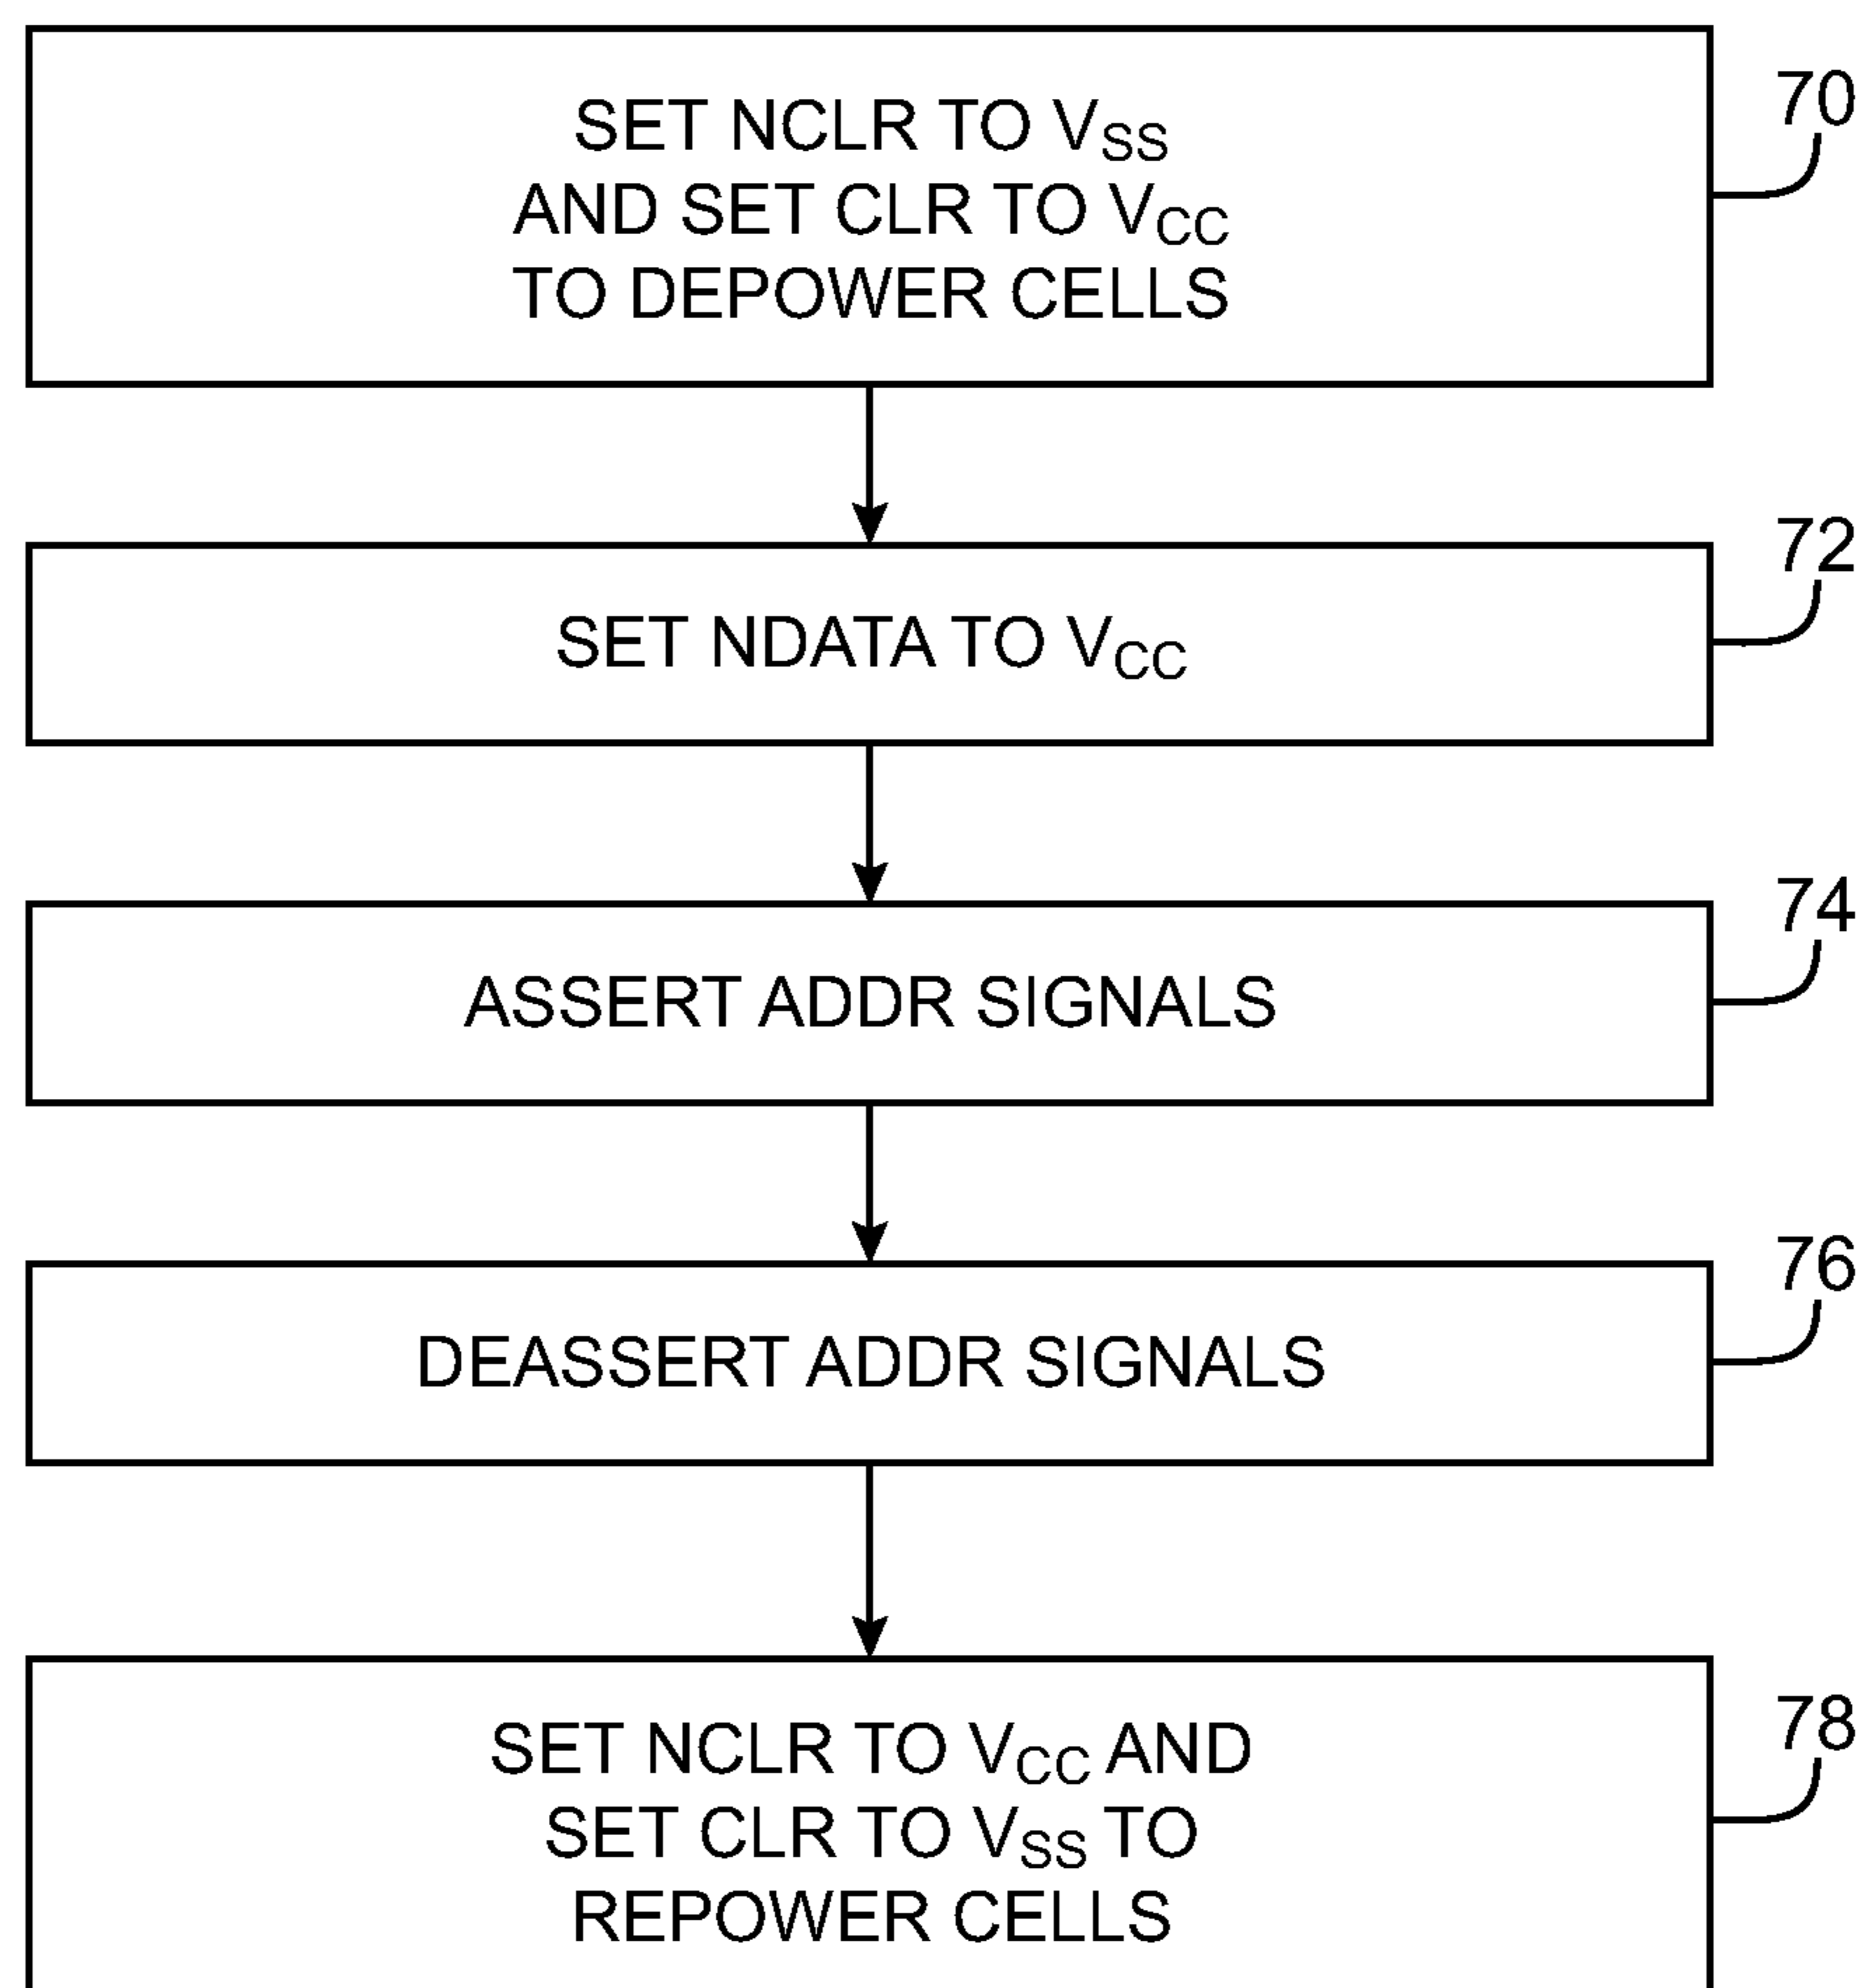 SET NCLR TO VSS
70
AND SET CLR TO VCC
TO DEPOWER CELLS
72
SET NDATA TO VCC
74
ASSERT ADDR SIGNALS
76
DEASSERT ADDR SIGNALS
78
SET NCLR TO VCC AND
SET CLR TO VSS TO
REPOWER CELLS